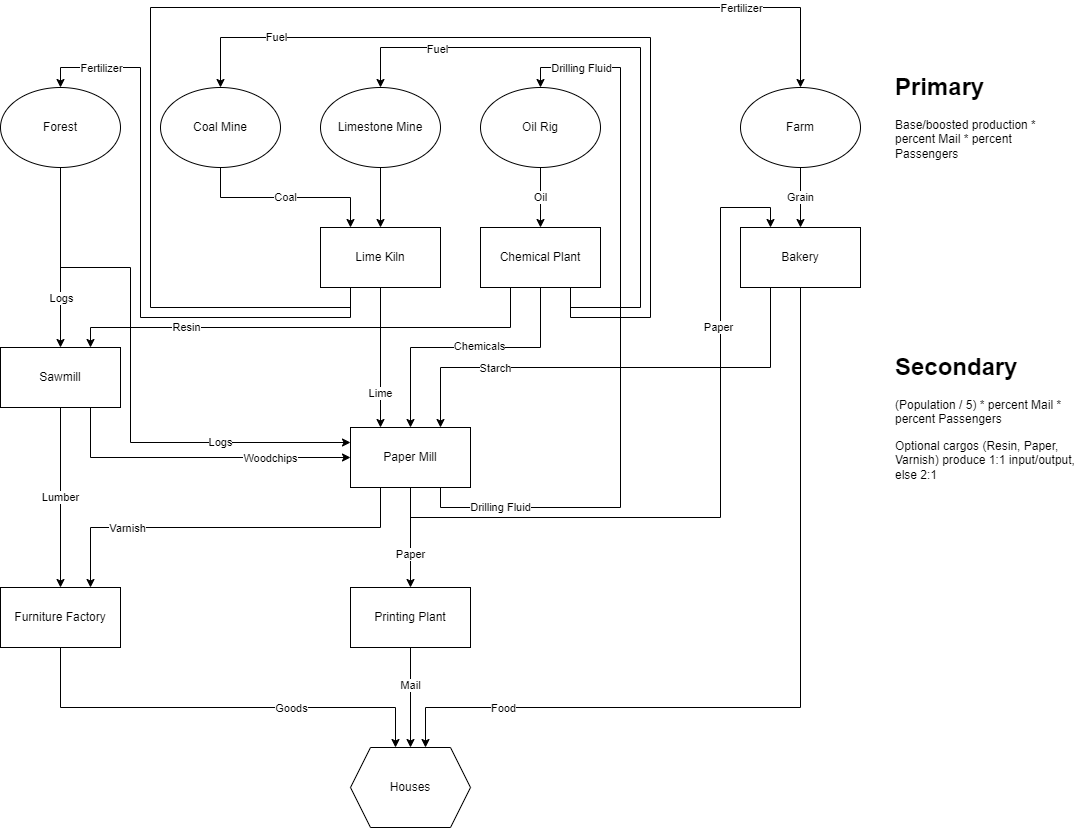 Fertilizer
Fuel
Fuel
Fertilizer
Drilling Fluid
Primary
Forest
Coal Mine
Limestone Mine
Oil Rig
Farm
Base/boosted production *
percent Mail * percent
Passengers
Coal
Oil
Grain
Lime Kiln
Chemical Plant
Bakery
Logs
Resin
Paper
Chemicals
Starch
Secondary
Sawmill
Lime
(Population / 5) * percent Mail *
percent Passengers
Logs
Woodchips
Paper Mill
Optional cargos (Resin, Paper,
Varnish) produce 1:1 input/output,
else 2:1
Lumber
Drilling Fluid
Varnish
Paper
Furniture Factory
Printing Plant
Mail
Goods
Food
Houses